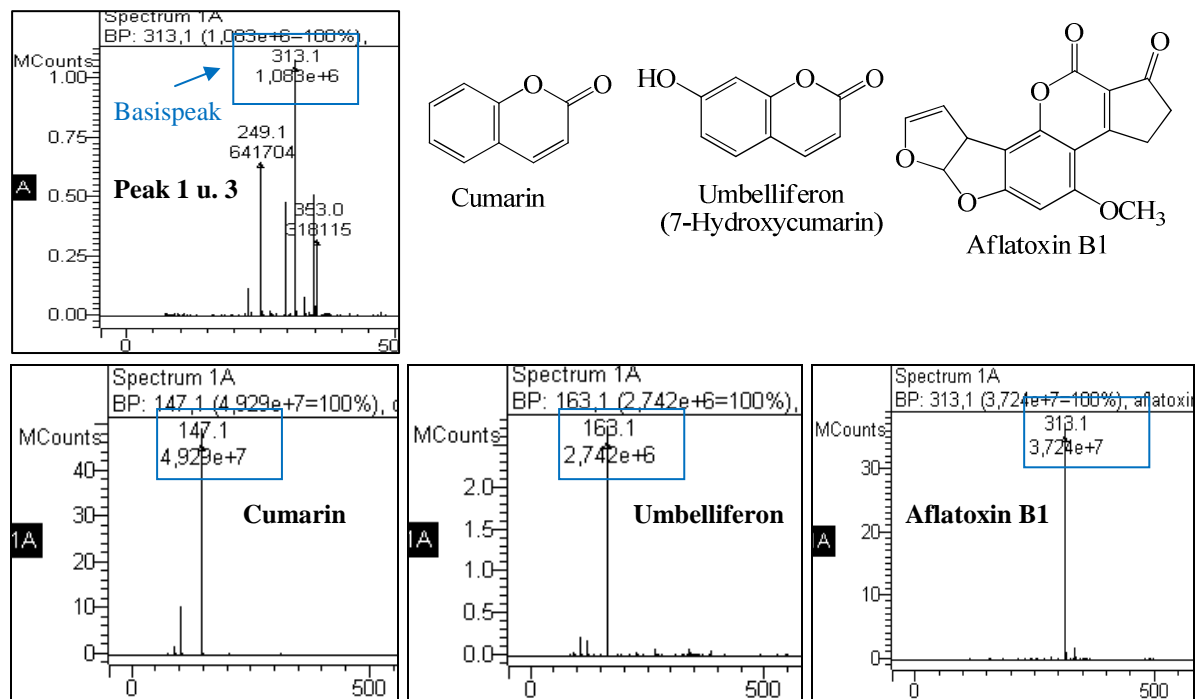 Spectrum 1A
BP: 313,1 (1,083e+6=100%),
MCounts
313.1
1,083e+6
Basispeak
1.00
0.75
0.50
0.25
0.00
249.1
641704
353.0
318115
A
Peak 1 u. 3
0
50
O
O
Cumarin
HO
O
O
Umbelliferon
(7-Hydroxycumarin)
O
O
O
O
O
OCH3
Aflatoxin B1
Spectrum 1A
BP: 147,1 (4,929e+7=100%), c
MCounts
147.1
4,929e+7
40
30
20
10
0
1A
Cumarin
0
500
Spectrum 1A
BP: 163,1 (2,742e+6=100%),
MCounts
163.1
2,742e+6
2.0
1.5
1.0
0.5
0.0
1A
Umbelliferon
0
500
Spectrum 1A
BP: 313,1 (3,724e+7=100%), aflatoxin
MCounts
313.1
3,724e+7
30
20
10
0
A
Aflatoxin B1
0
500